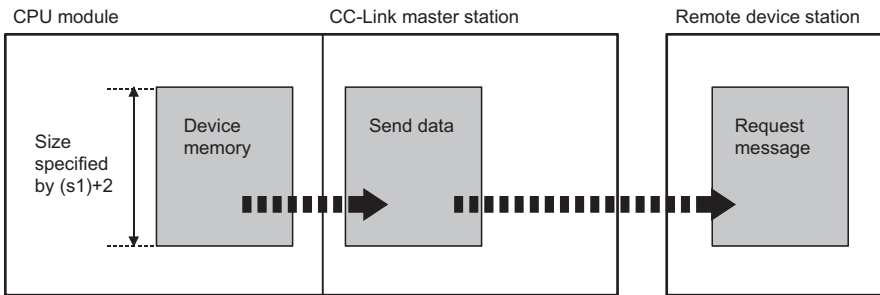 CPU module
CC-Link master station
Remote device station
Size
specified
by (s1)+2
Device
memory
Send data
Request
message